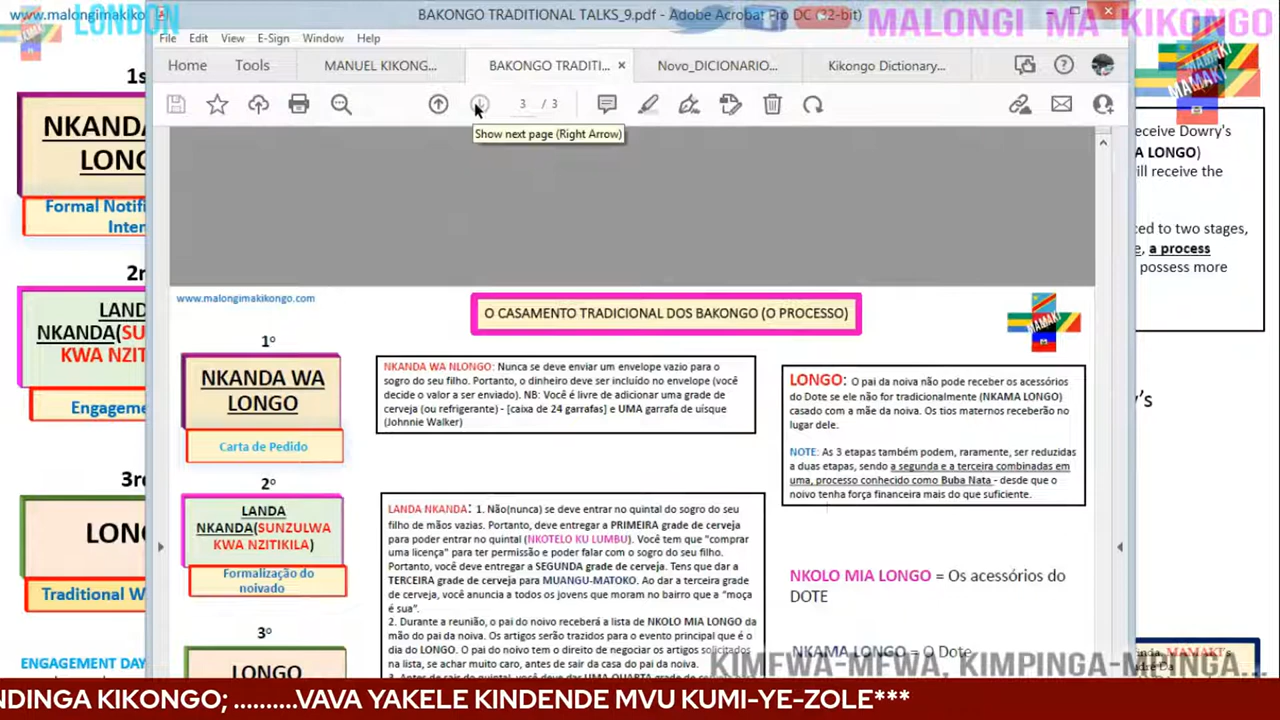 www.malongimakiko
LONDON
BAKONGO TRADITIONAL TALKS_9.pdf - Adobe Acrobat Pro DC (32-bit)
MALONGI MA KIKONGO
File Edit View E-Sign Window Help
Home Tools MANUEL KIKONG... BAKONGO TRADITI... × Novo_DICIONARIO... Kikongo Dictionary...
3 / 3
Show next page (Right Arrow)
MAMAKI
1s
NKANDA
LONG
Formal Notifi
Inten
2n
LAND
NKANDA(SUN
KWA NZIT
Engageme
3rd
LON
Traditional W
ENGAGEMENT DAY
www.malongimakikongo.com
O CASAMENTO TRADICIONAL DOS BAKONGO (O PROCESSO)
MAMAKI
1º
NKANDA WA
LONGO
Carta de Pedido
NKANDA WA NLONGO: Nunca se deve enviar um envelope vazio para o
sogro do seu filho. Portanto, o dinheiro deve ser incluído no envelope (você
decide o valor a ser enviado). NB: Você é livre de adicionar uma grade de
cerveja (ou refrigerante) - [caixa de 24 garrafas] e UMA garrafa de uísque
(Johnnie Walker)
LONGO: O pai da noiva não pode receber os acessórios
do Dote se ele não for tradicionalmente (NKAMA LONGO)
casado com a mãe da noiva. Os tios maternos receberão no
lugar dele.
NOTE: As 3 etapas também podem, raramente, ser reduzidas
a duas etapas, sendo a segunda e a terceira combinadas em
uma, processo conhecido como Buba Nata - desde que o
noivo tenha força financeira mais do que suficiente.
2º
LANDA
NKANDA(SUNZULWA
KWA NZITIKILA)
Formalização do
noivado
LANDA NKANDA: 1. Não(nunca) se deve entrar no quintal do sogro do seu
filho de mãos vazias. Portanto, deve entregar a PRIMEIRA grade de cerveja
para poder entrar no quintal (NKOTELO KU LUMBU). Você tem que "comprar
uma licença" para ter permissão e poder falar com o sogro do seu filho.
Portanto, você deve entregar a SEGUNDA grade de cerveja. Tens que dar a
TERCEIRA grade de cerveja para MUANGU-MATOKO. Ao dar a terceira grade
de cerveja, você anuncia a todos os jovens que moram no bairro que a "moça
é sua".
2. Durante a reunião, o pai do noivo receberá a lista de NKOLO MIA LONGO da
mão do pai da noiva. Os artigos serão trazidos para o evento principal que é o
dia do LONGO. O pai do noivo tem o direito de negociar os artigos solicitados
na lista, se achar muito caro, antes de sair da casa do pai da noiva.
NKOLO MIA LONGO = Os acessórios do
DOTE
NKAMA LONGO = O Dote
3º
LONGO
eceive Dowry's
A LONGO)
ill receive the
ced to two stages,
e, a process
possess more
y's
KIMFWA-MFWA, KIMPINGA-MPINGA...
NDINGA KIKONGO; ..........VAVA YAKELE KINDENDE MVU KUMI-YE-ZOLE***